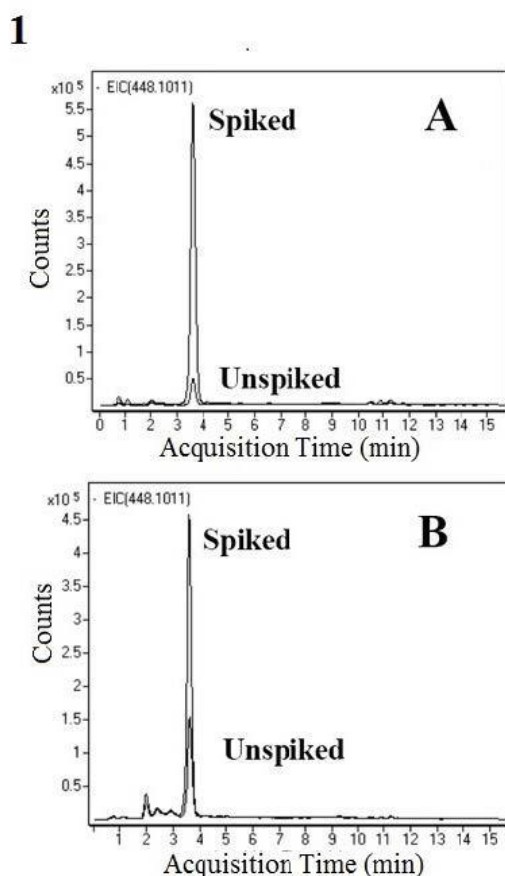 1
×10 5 - EIC(448.1011)
5.5
5
4.5
4
3.5
3
2.5
2
1.5
1
0.5
Counts
Spiked
A
Unspiked
0 1 2 3 4 5 6 7 8 9 10 11 12 13 14 15
Acquisition Time (min)
×10 5 - EIC(448.1011)
4.5
4
3.5
3
2.5
2
1.5
1
0.5
Counts
Spiked
B
Unspiked
1 2 3 4 5 6 7 8 9 10 11 12 13 14 15
Acquisition Time (min)